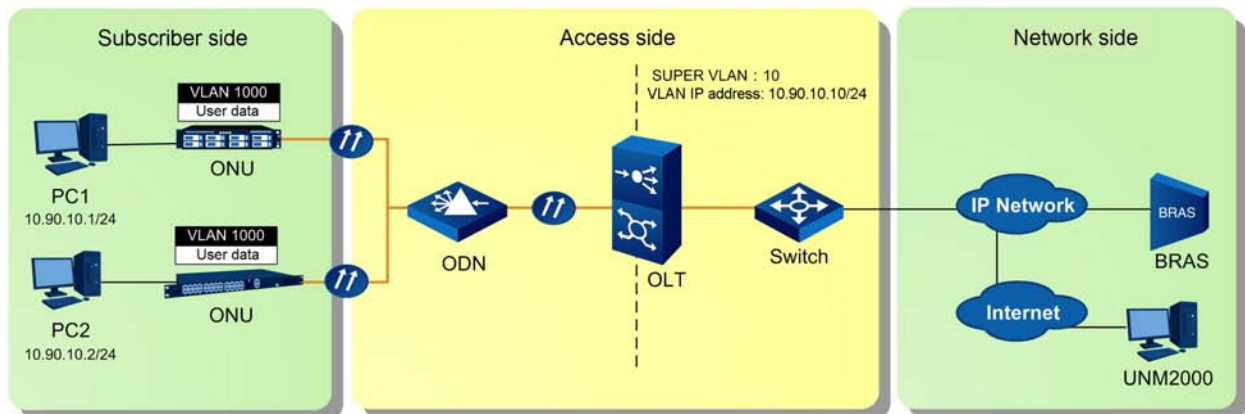 Subscriber side
VLAN 1000
User data
ONU
PC1
10.90.10.1/24
VLAN 1000
User data
ONU
PC2
10.90.10.2/24
Access side
SUPER VLAN : 10
VLAN IP address: 10.90.10.10/24
ODN
OLT
Switch
Network side
IP Network
BRAS
BRAS
Internet
UNM2000